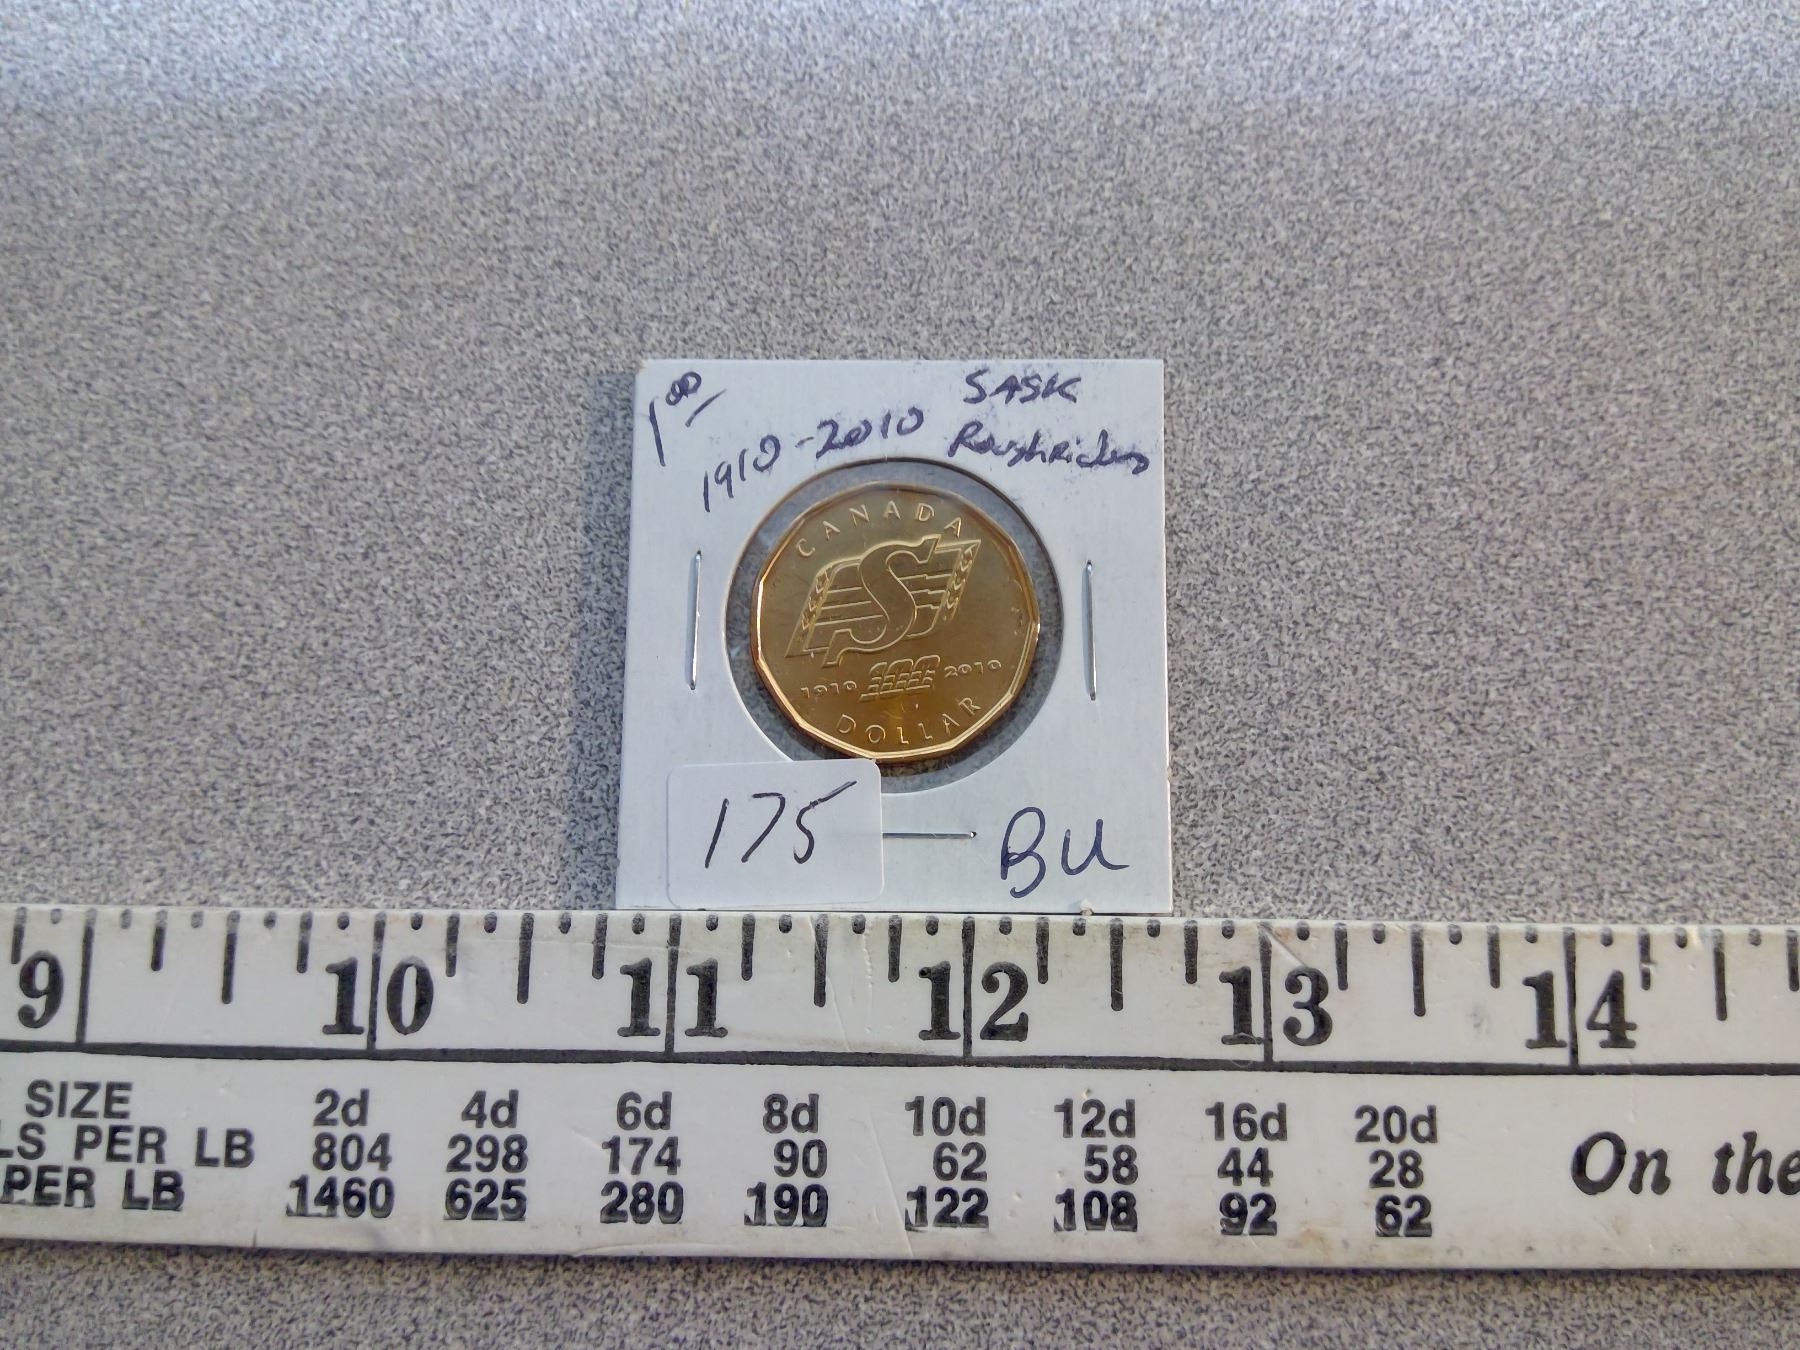 1.00
SASK
1910-2010
RoughRiders
CANADA
1910 100 2010
DOLLAR
175
BU
9 10 11 12 13 14
SIZE 2d 4d 6d 8d 10d 12d 16d 20d
LS PER LB 804 298 174 90 62 58 44 28
PER LB 1460 625 280 190 122 108 92 62
On the